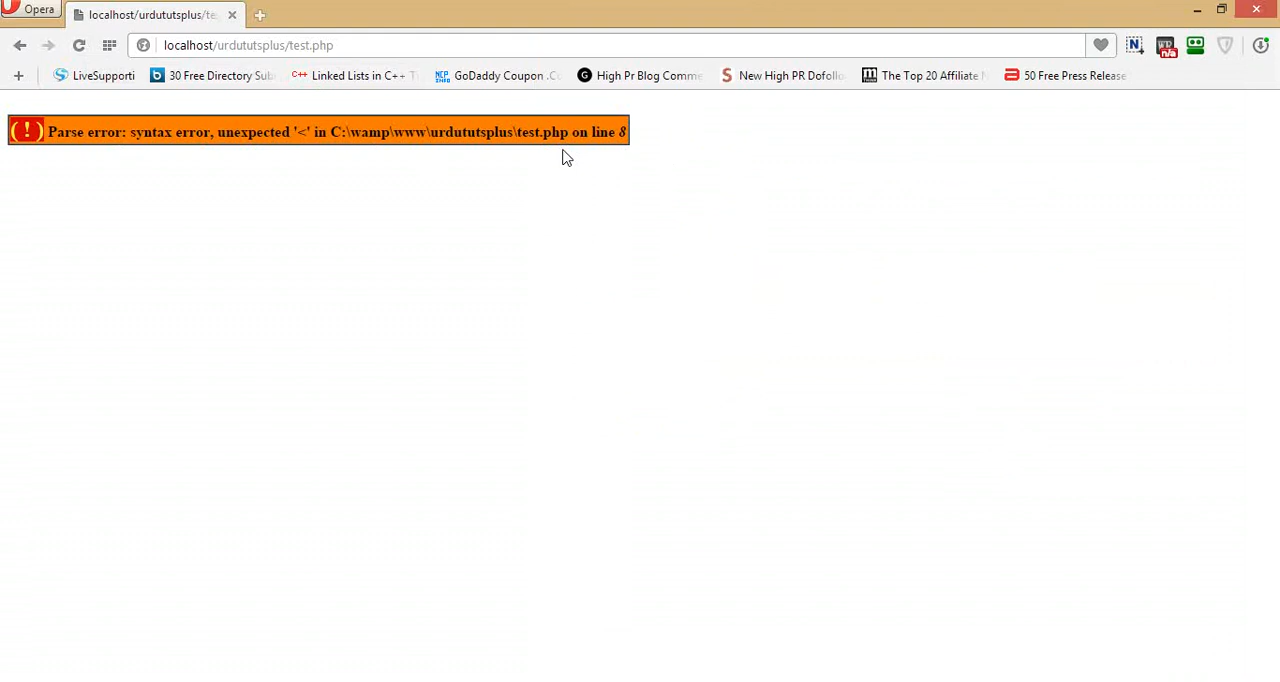 Opera
localhost/urdututsplus/te
localhost/urdututsplus/test.php
N
n/a
LiveSupporti
b 30 Free Directory Sub
C++ Linked Lists in C++ T
NCP GoDaddy Coupon .C
G High Pr Blog Comme
S New High PR Dofollo
The Top 20 Affiliate
a 50 Free Press Release
( ! ) Parse error: syntax error, unexpected '<' in C:\wamp\www\urdututsplus\test.php on line 8